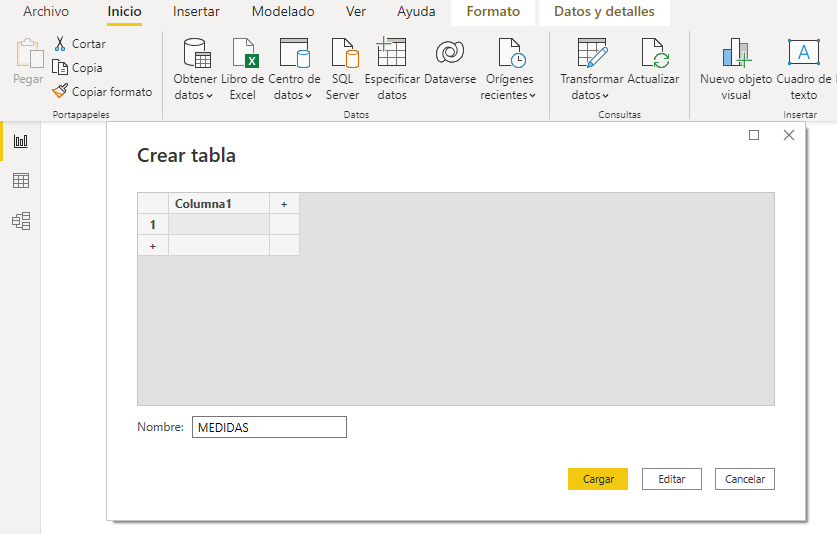 Archivo Inicio Insertar Modelado Ver Ayuda Formato Datos y detalles
Pegar
Cortar
Copia
Copiar formato
Portapapeles
Obtener datos
Libro de Excel
Centro de datos
SQL Server
Especificar datos
Dataverse
Orígenes recientes
Datos
Transformar datos
Actualizar
Consultas
Nuevo objeto visual
Cuadro de texto
A
Insertar
Crear tabla
Columna1 +
1
+
Nombre: MEDIDAS
Cargar Editar Cancelar